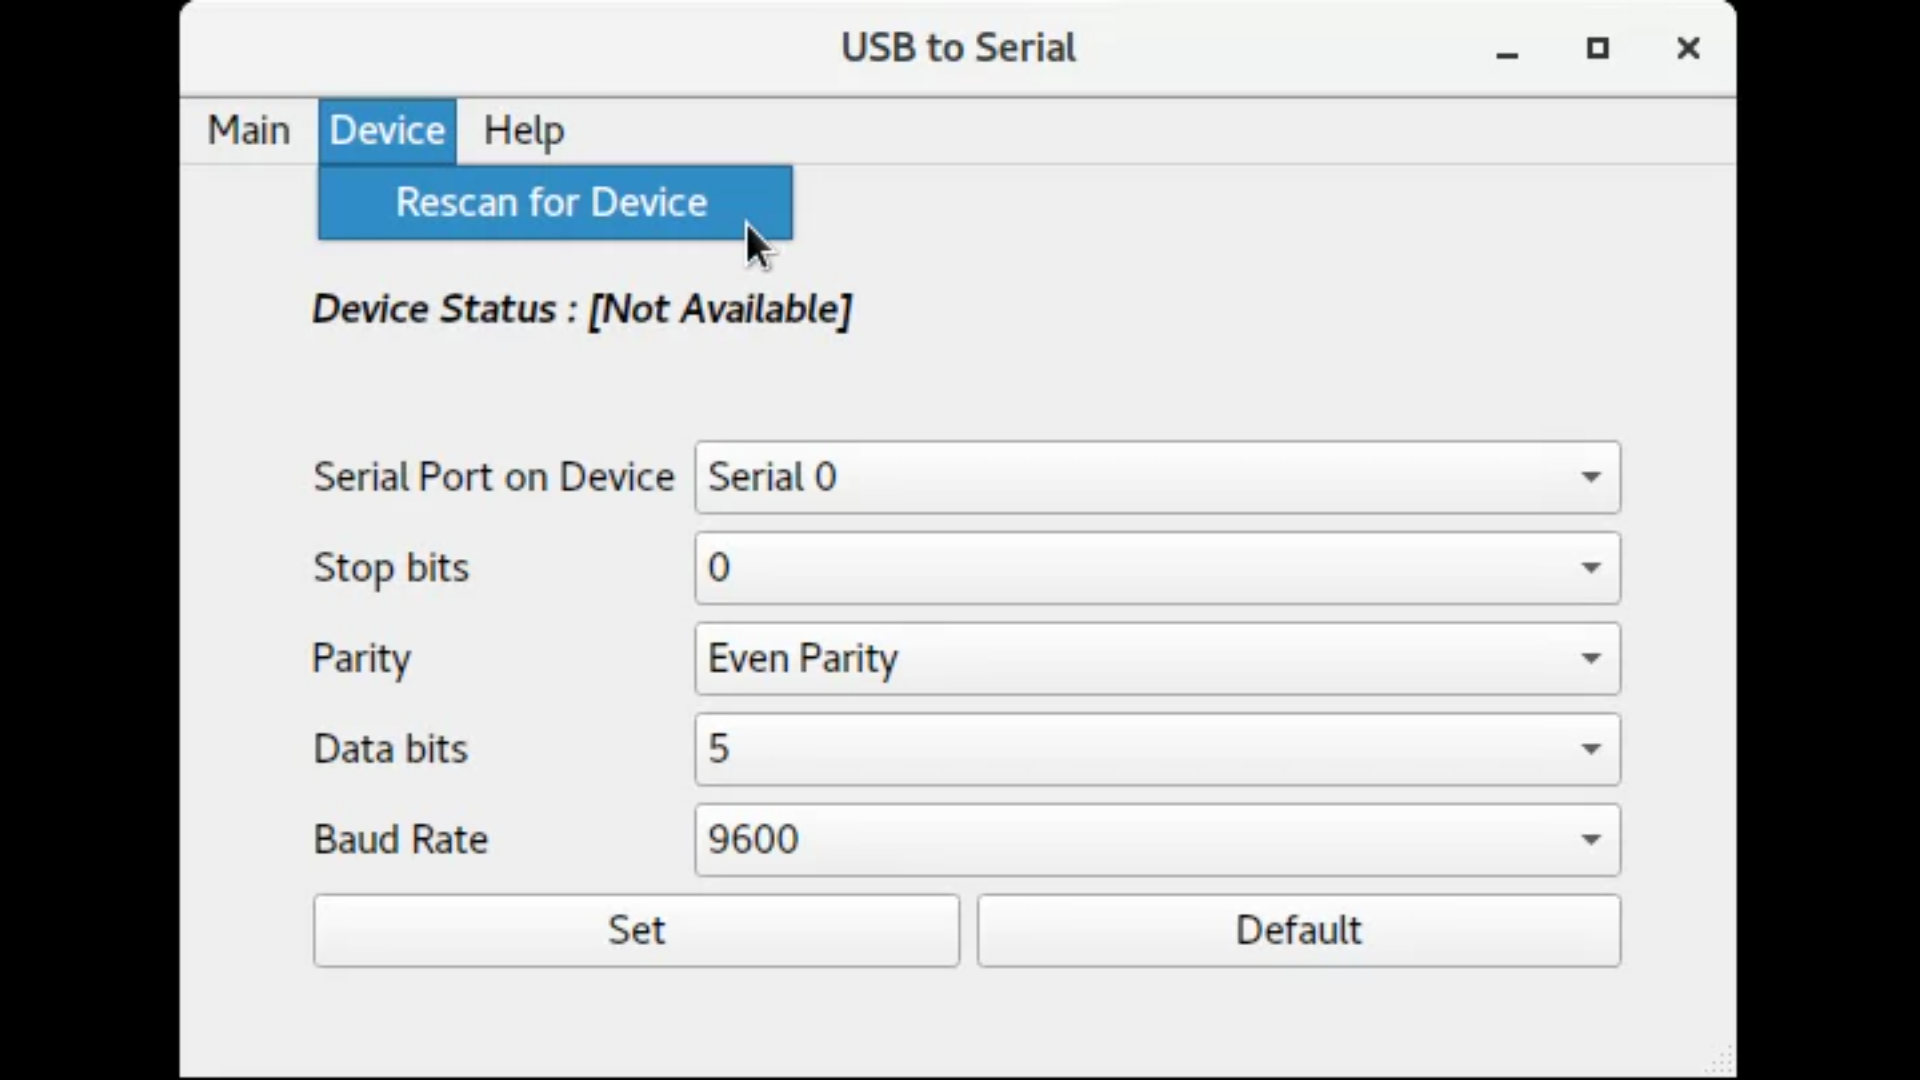 USB to Serial
Main Device Help
Rescan for Device
Device Status : [Not Available]
Serial Port on Device Serial 0
Stop bits 0
Parity Even Parity
Data bits 5
Baud Rate 9600
Set Default